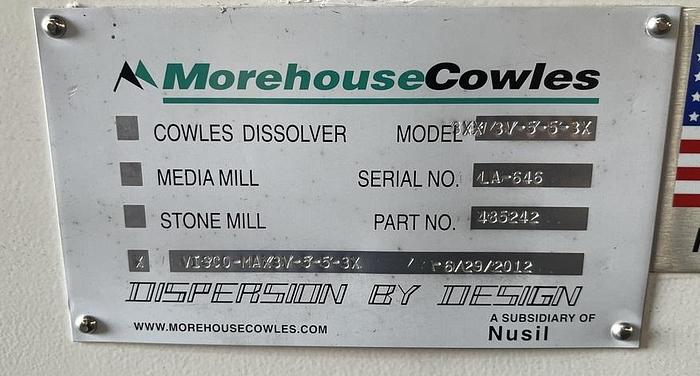 MorehouseCowles
COWLES DISSOLVER MODEL
MEDIA MILL SERIAL NO. LA-646
STONE MILL PART NO. 485242
X VISCO-MAX3V-5-5-3X / 6/29/2012
DISPERSION BY DESIGN
WWW.MOREHOUSECOWLES.COM A SUBSIDIARY OF
Nusil